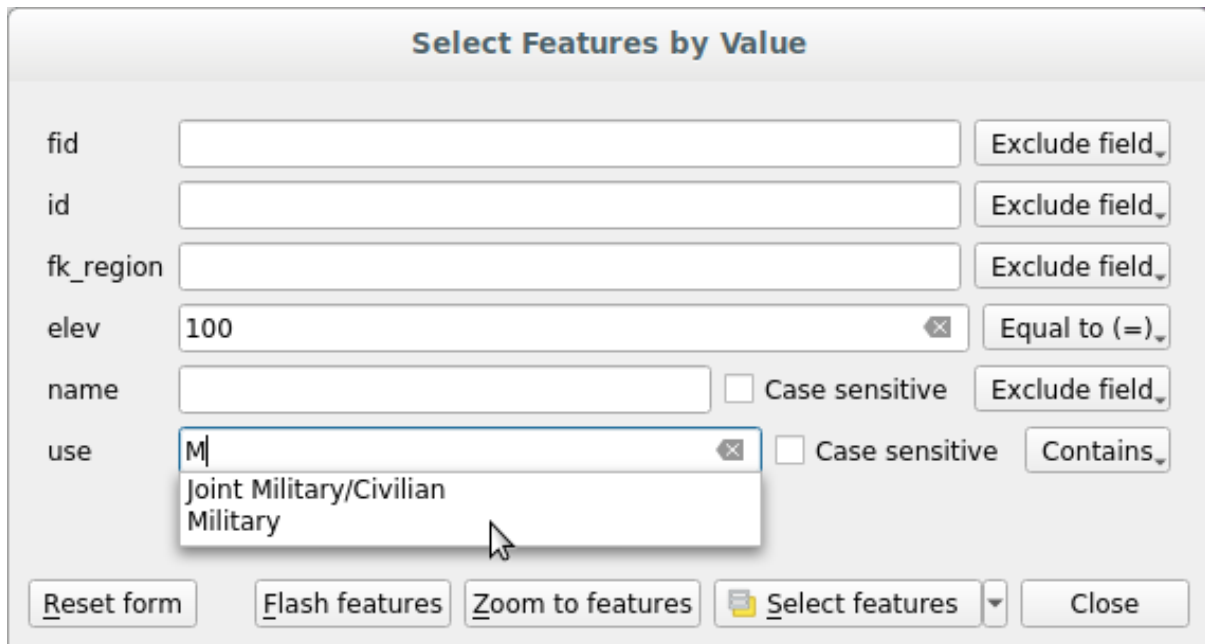 Select Features by Value
fid Exclude field
id Exclude field
fk_region Exclude field
elev 100 Equal to (=)
name Case sensitive Exclude field
use M Case sensitive Contains
Joint Military/Civilian
Military
Reset form Flash features Zoom to features Select features Close